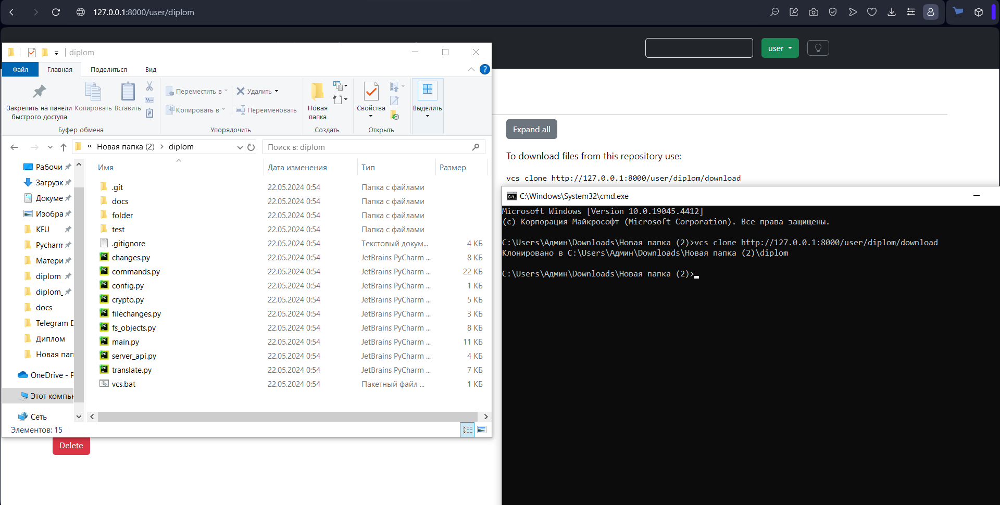 127.0.0.1:8000/user/diplom
user
diplom
Файл
Главная
Поделиться
Вид
Закрепить на панели
быстрого доступа
Копировать
Вставить
Буфер обмена
Переместить в
Копировать в
Удалить
Переименовать
Упорядочить
Новая
папка
Создать
Свойства
Открыть
Выделить
« Новая папка (2) > diplom
Поиск в: diplom
Рабочи
Загрузк
Докуме
Изобра
KFU
Pycharm
Матери
diplom
diplom_
docs
Telegram D
Диплом
Новая пап
OneDrive - P
Этот компьн
Сеть
Имя Дата изменения Тип Размер
.git 22.05.2024 0:54 Папка с файлами
docs 22.05.2024 0:54 Папка с файлами
folder 22.05.2024 0:54 Папка с файлами
test 22.05.2024 0:54 Папка с файлами
.gitignore 22.05.2024 0:54 Текстовый докум... 4 КБ
changes.py 22.05.2024 0:54 JetBrains PyCharm ... 8 КБ
commands.py 22.05.2024 0:54 JetBrains PyCharm ... 22 КБ
config.py 22.05.2024 0:54 JetBrains PyCharm ... 1 КБ
crypto.py 22.05.2024 0:54 JetBrains PyCharm ... 5 КБ
filechanges.py 22.05.2024 0:54 JetBrains PyCharm ... 3 КБ
fs_objects.py 22.05.2024 0:54 JetBrains PyCharm ... 8 КБ
main.py 22.05.2024 0:54 JetBrains PyCharm ... 11 КБ
server_api.py 22.05.2024 0:54 JetBrains PyCharm ... 4 КБ
translate.py 22.05.2024 0:54 JetBrains PyCharm ... 7 КБ
vcs.bat 22.05.2024 0:54 Пакетный файл ... 1 КБ
Элементов: 15
Delete
Expand all
To download files from this repository use:
vcs clone http://127.0.0.1:8000/user/diplom/download
C:\Windows\System32\cmd.exe
Microsoft Windows [Version 10.0.19045.4412]
(c) Корпорация Майкрософт (Microsoft Corporation). Все права защищены.
C:\Users\Админ\Downloads\Новая папка (2)>vcs clone http://127.0.0.1:8000/user/diplom/download
Клонировано в C:\Users\Админ\Downloads\Новая папка (2)\diplom
C:\Users\Админ\Downloads\Новая папка (2)>